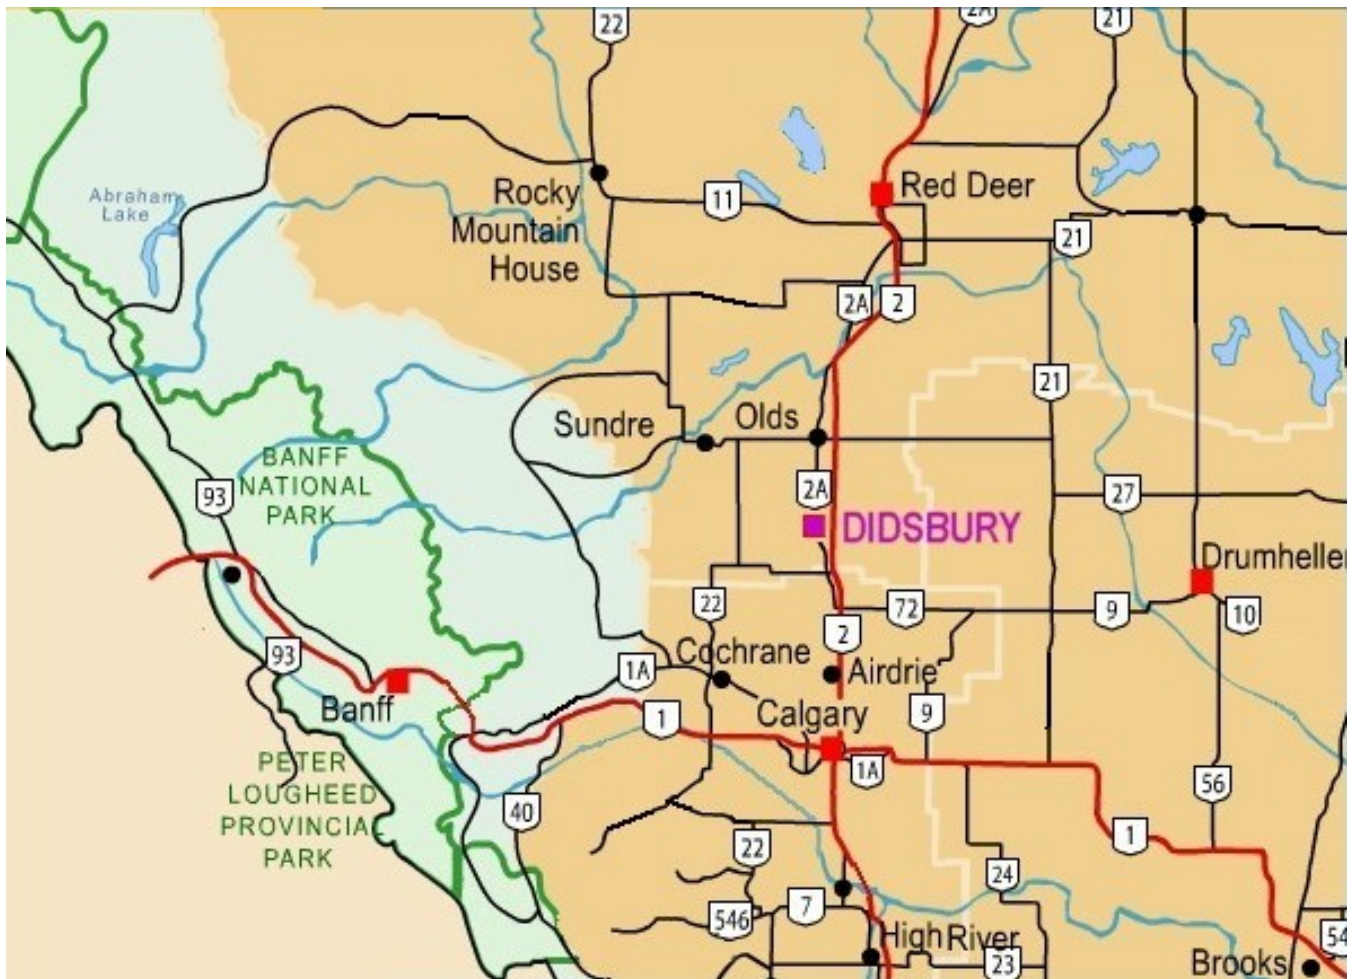 2A
21
22
Abraham
Lake
Rocky
Mountain
House
11
Red Deer
21
2A
2
21
Sundre
Olds
BANFF
NATIONAL
PARK
93
2A
27
DIDSBURY
Drumheller
22
72
9
10
2
93
1A
Cochrane
Airdrie
Banff
1
Calgary
9
1A
PETER
LOUGHEED
PROVINCIAL
PARK
40
56
1
22
24
7
546
High River
23
Brooks
54